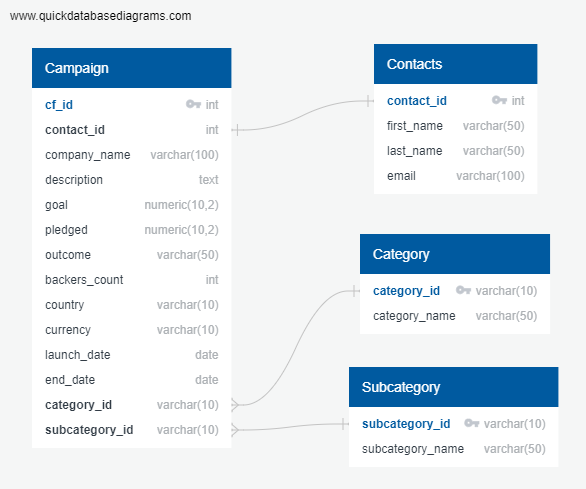 www.quickdatabasediagrams.com
Campaign
cf_id int
contact_id int
company_name varchar(100)
description text
goal numeric(10,2)
pledged numeric(10,2)
outcome varchar(50)
backers_count int
country varchar(10)
currency varchar(10)
launch_date date
end_date date
category_id varchar(10)
subcategory_id varchar(10)
Contacts
contact_id int
first_name varchar(50)
last_name varchar(50)
email varchar(100)
Category
category_id varchar(10)
category_name varchar(50)
Subcategory
subcategory_id varchar(10)
subcategory_name varchar(50)